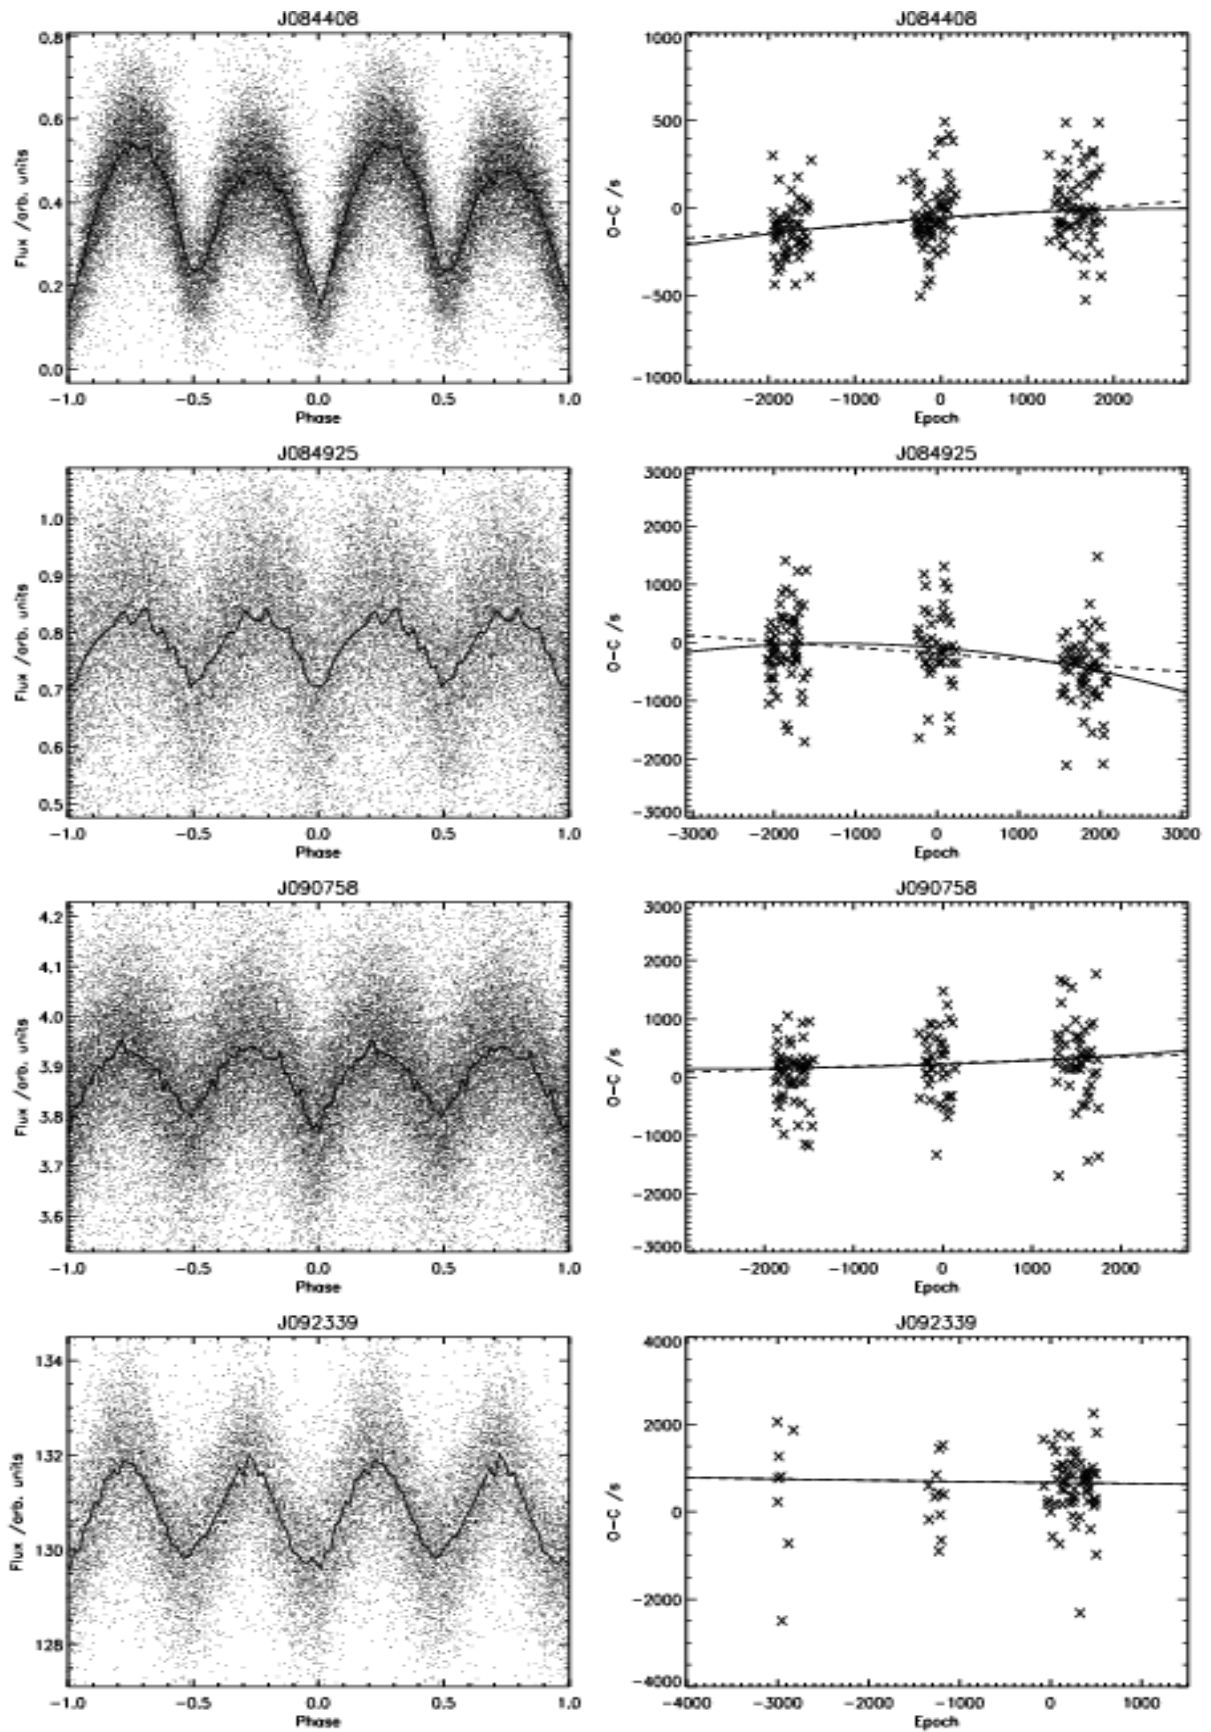 J084408
J084408
0.8
0.6
0.4
0.2
0.0
Flux /arb. units
-1.0 -0.5 0.0 0.5 1.0
Phase
1000
500
0
-500
-1000
O-C /s
-2000 -1000 0 1000 2000
Epoch
J084925
J084925
1.0
0.9
0.8
0.7
0.6
0.5
Flux /arb. units
-1.0 -0.5 0.0 0.5 1.0
Phase
3000
2000
1000
0
-1000
-2000
-3000
O-C /s
-3000 -2000 -1000 0 1000 2000 3000
Epoch
J090758
J090758
4.2
4.1
4.0
3.9
3.8
3.7
3.6
Flux /arb. units
-1.0 -0.5 0.0 0.5 1.0
Phase
3000
2000
1000
0
-1000
-2000
-3000
O-C /s
-2000 -1000 0 1000 2000
Epoch
J092339
J092339
134
132
130
128
Flux /arb. units
-1.0 -0.5 0.0 0.5 1.0
Phase
4000
2000
0
-2000
-4000
O-C /s
-4000 -3000 -2000 -1000 0 1000
Epoch